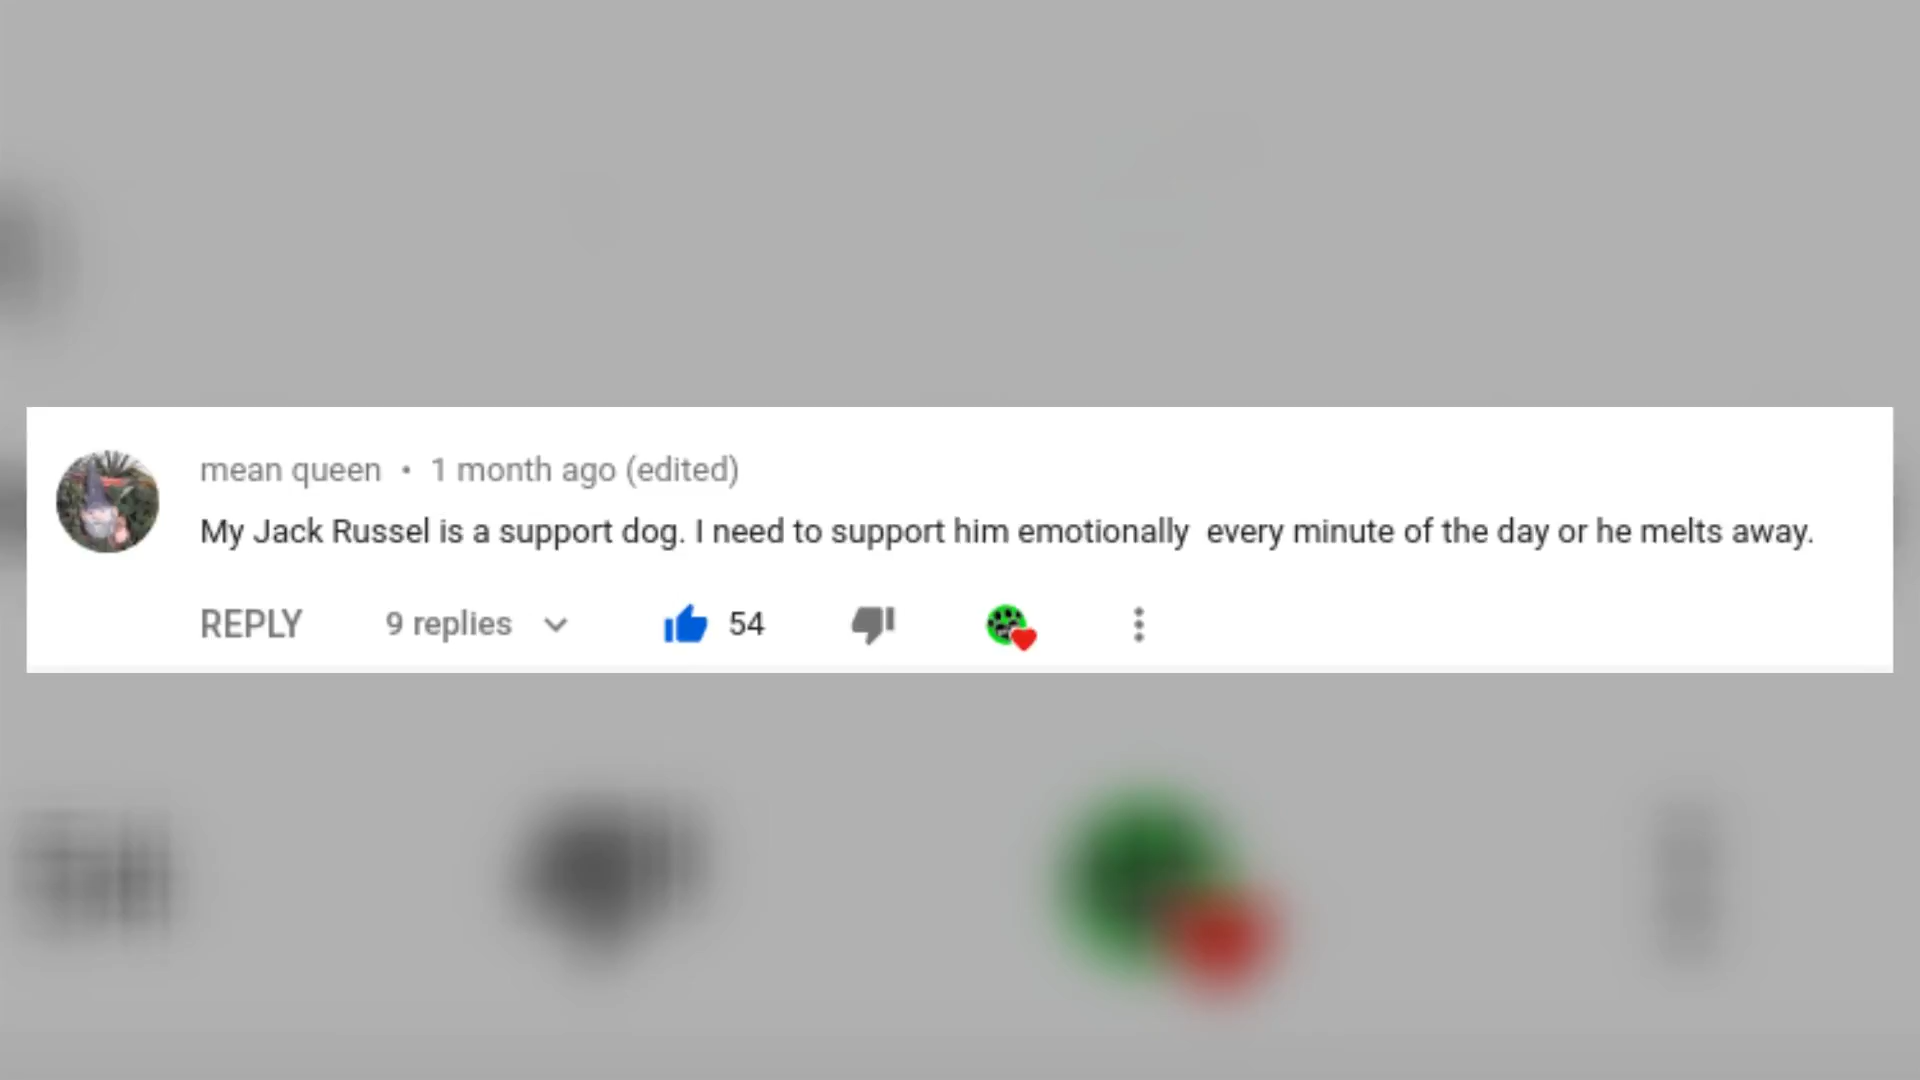 mean queen • 1 month ago (edited)
My Jack Russel is a support dog. I need to support him emotionally  every minute of the day or he melts away.
REPLY 9 replies 54